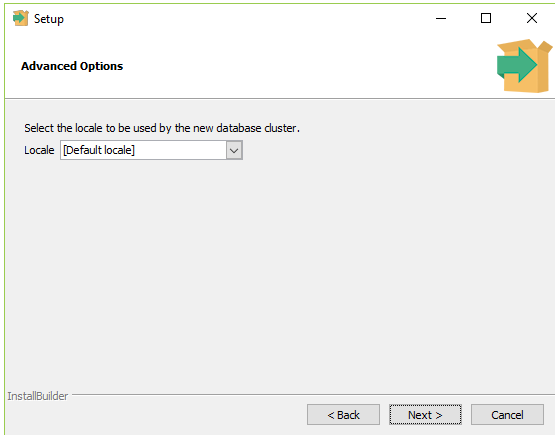 Setup
Advanced Options
Select the locale to be used by the new database cluster.
Locale [Default locale]
InstallBuilder
< Back Next > Cancel